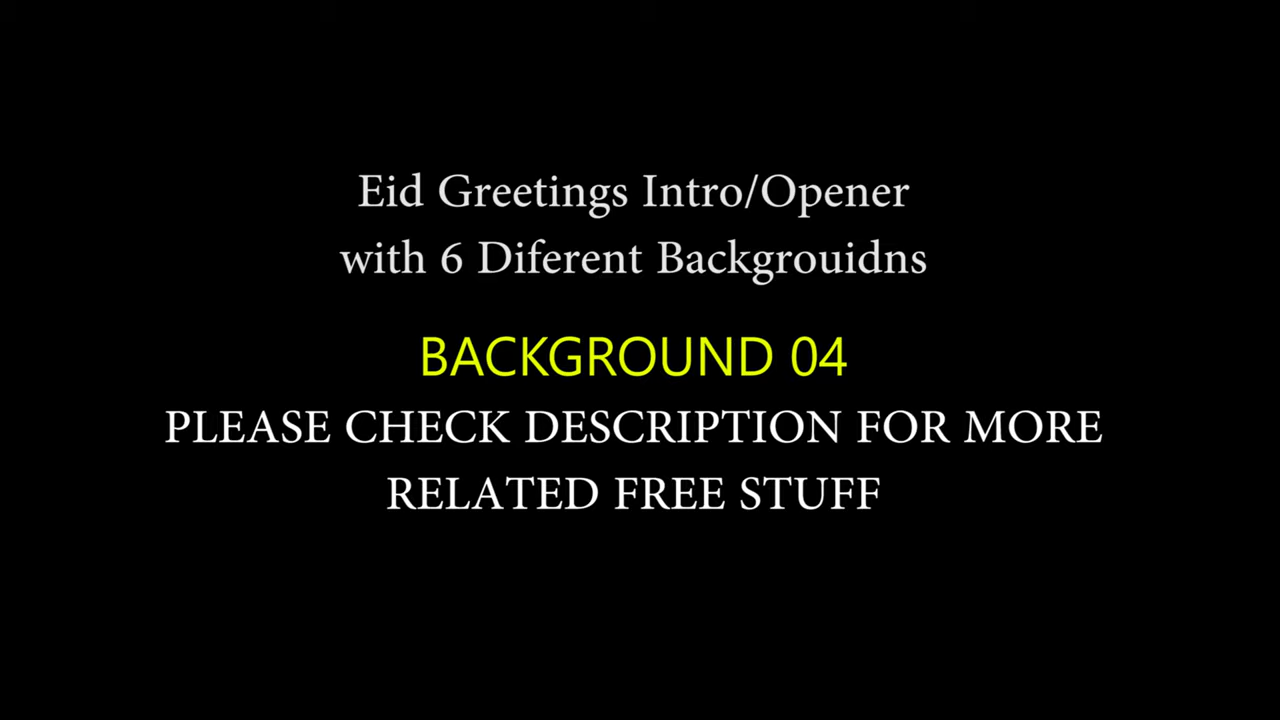 Eid Greetings Intro/Opener
with 6 Diferent Backgrouidns
BACKGROUND 04
PLEASE CHECK DESCRIPTION FOR MORE
RELATED FREE STUFF